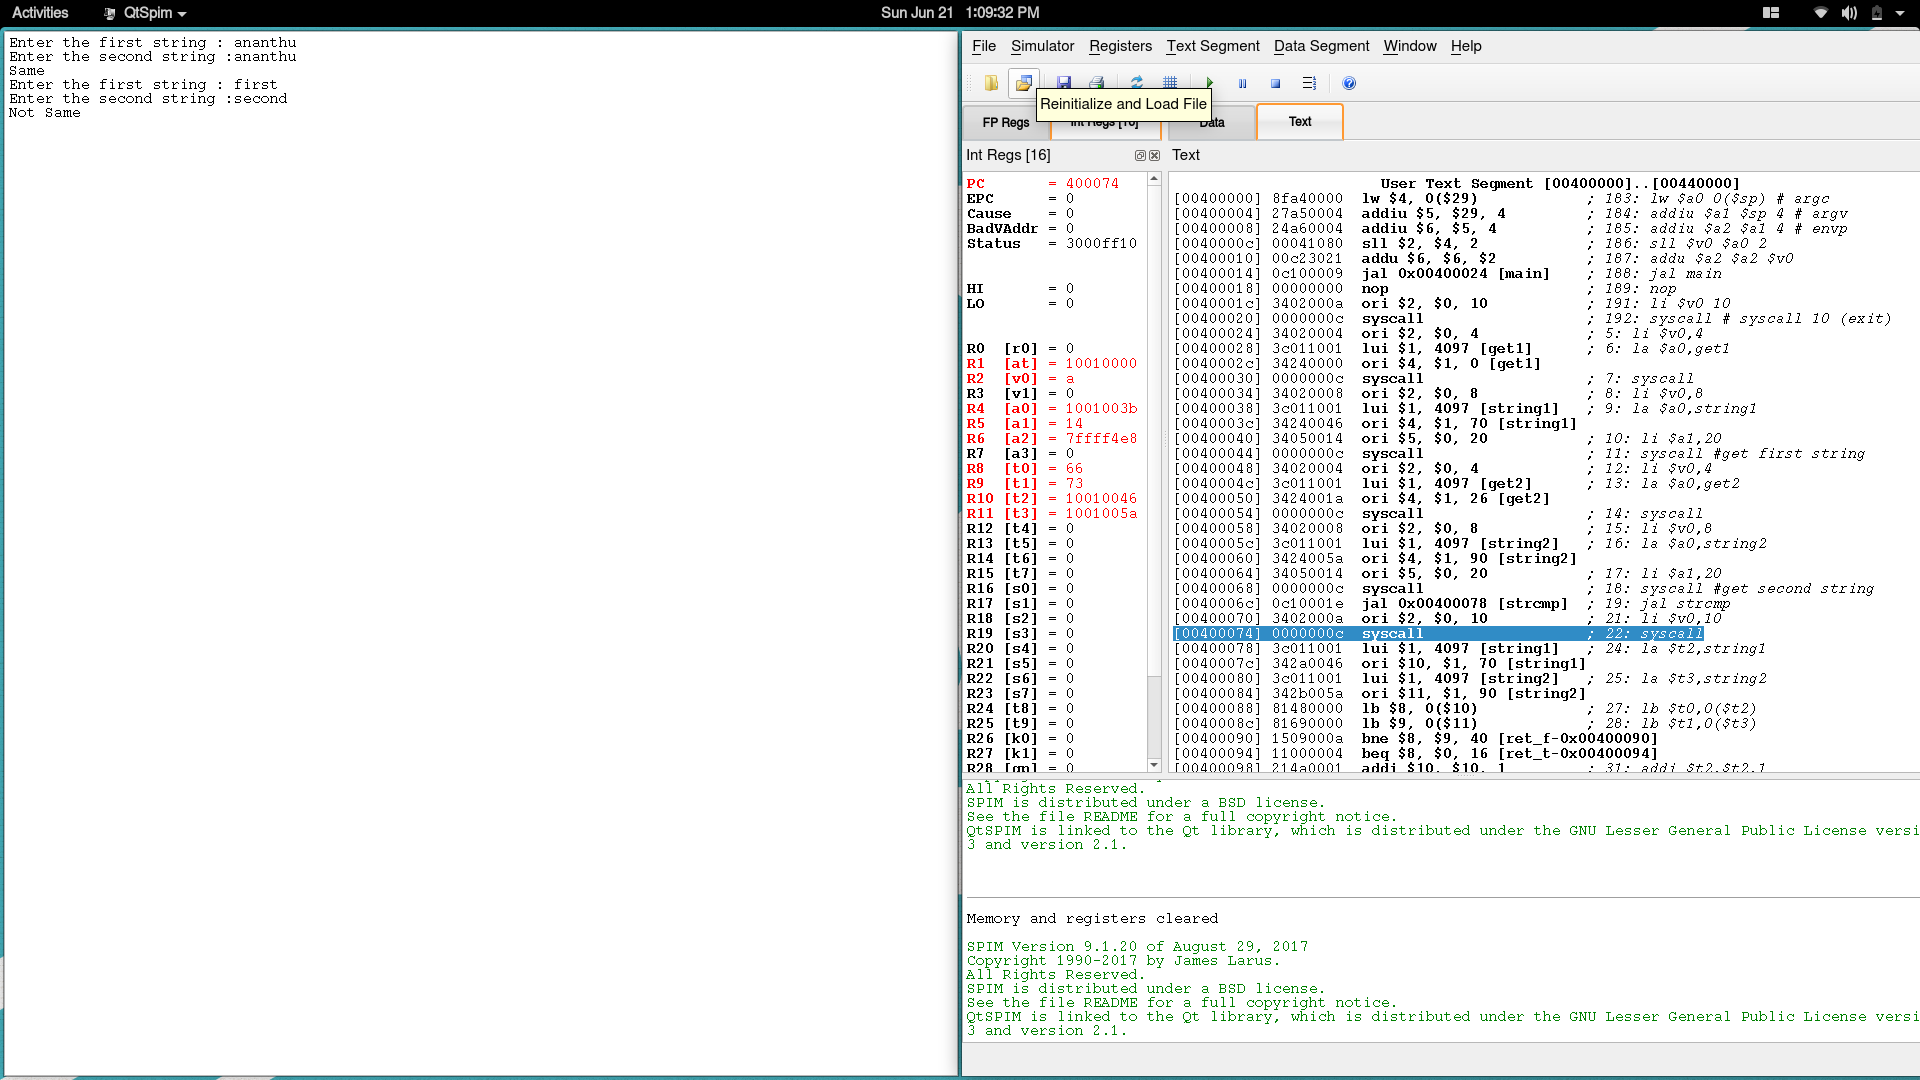 Activities QtSpim Sun Jun 21 1:09:32 PM
Enter the first string : ananthu
Enter the second string :ananthu
Same
Enter the first string : first
Enter the second string :second
Not Same
File Simulator Registers Text Segment Data Segment Window Help
Reinitialize and Load File
FP Regs Int Regs [16] Data Text
Int Regs [16]
PC = 400074
EPC = 0
Cause = 0
BadVAddr = 0
Status = 3000ff10
HI = 0
LO = 0
R0 [r0] = 0
R1 [at] = 10010000
R2 [v0] = a
R3 [v1] = 0
R4 [a0] = 1001003b
R5 [a1] = 14
R6 [a2] = 7ffff4e8
R7 [a3] = 0
R8 [t0] = 66
R9 [t1] = 73
R10 [t2] = 10010046
R11 [t3] = 1001005a
R12 [t4] = 0
R13 [t5] = 0
R14 [t6] = 0
R15 [t7] = 0
R16 [s0] = 0
R17 [s1] = 0
R18 [s2] = 0
R19 [s3] = 0
R20 [s4] = 0
R21 [s5] = 0
R22 [s6] = 0
R23 [s7] = 0
R24 [t8] = 0
R25 [t9] = 0
R26 [k0] = 0
R27 [k1] = 0
R28 [gp] = 0
Text
User Text Segment [00400000]..[00440000]
[00400000] 8fa40000 lw $4, 0($29) ; 183: lw $a0 0($sp) # argc
[00400004] 27a50004 addiu $5, $29, 4 ; 184: addiu $a1 $sp 4 # argv
[00400008] 24a60004 addiu $6, $5, 4 ; 185: addiu $a2 $a1 4 # envp
[0040000c] 00041080 sll $2, $4, 2 ; 186: sll $v0 $a0 2
[00400010] 00c23021 addu $6, $6, $2 ; 187: addu $a2 $a2 $v0
[00400014] 0c100009 jal 0x00400024 [main] ; 188: jal main
[00400018] 00000000 nop ; 189: nop
[0040001c] 3402000a ori $2, $0, 10 ; 191: li $v0 10
[00400020] 0000000c syscall ; 192: syscall # syscall 10 (exit)
[00400024] 34020004 ori $2, $0, 4 ; 5: li $v0,4
[00400028] 3c011001 lui $1, 4097 [get1] ; 6: la $a0,get1
[0040002c] 34240000 ori $4, $1, 0 [get1]
[00400030] 0000000c syscall ; 7: syscall
[00400034] 34020008 ori $2, $0, 8 ; 8: li $v0,8
[00400038] 3c011001 lui $1, 4097 [string1] ; 9: la $a0,string1
[0040003c] 34240046 ori $4, $1, 70 [string1]
[00400040] 34050014 ori $5, $0, 20 ; 10: li $a1,20
[00400044] 0000000c syscall ; 11: syscall #get first string
[00400048] 34020004 ori $2, $0, 4 ; 12: li $v0,4
[0040004c] 3c011001 lui $1, 4097 [get2] ; 13: la $a0,get2
[00400050] 3424001a ori $4, $1, 26 [get2]
[00400054] 0000000c syscall ; 14: syscall
[00400058] 34020008 ori $2, $0, 8 ; 15: li $v0,8
[0040005c] 3c011001 lui $1, 4097 [string2] ; 16: la $a0,string2
[00400060] 3424005a ori $4, $1, 90 [string2]
[00400064] 34050014 ori $5, $0, 20 ; 17: li $a1,20
[00400068] 0000000c syscall ; 18: syscall #get second string
[0040006c] 0c10001e jal 0x00400078 [strcmp] ; 19: jal strcmp
[00400070] 3402000a ori $2, $0, 10 ; 21: li $v0,10
[00400074] 0000000c syscall ; 22: syscall
[00400078] 3c011001 lui $1, 4097 [string1] ; 24: la $t2,string1
[0040007c] 342a0046 ori $10, $1, 70 [string1]
[00400080] 3c011001 lui $1, 4097 [string2] ; 25: la $t3,string2
[00400084] 342b005a ori $11, $1, 90 [string2]
[00400088] 81480000 lb $8, 0($10) ; 27: lb $t0,0($t2)
[0040008c] 81690000 lb $9, 0($11) ; 28: lb $t1,0($t3)
[00400090] 1509000a bne $8, $9, 40 [ret_f-0x00400090]
[00400094] 11000004 beq $8, $0, 16 [ret_t-0x00400094]
[00400098] 214a0001 addi $10, $10, 1 ; 31: addi $t2,$t2,1
All Rights Reserved.
SPIM is distributed under a BSD license.
See the file README for a full copyright notice.
QtSPIM is linked to the Qt library, which is distributed under the GNU Lesser General Public License versi
3 and version 2.1.
Memory and registers cleared
SPIM Version 9.1.20 of August 29, 2017
Copyright 1990-2017 by James Larus.
All Rights Reserved.
SPIM is distributed under a BSD license.
See the file README for a full copyright notice.
QtSPIM is linked to the Qt library, which is distributed under the GNU Lesser General Public License versi
3 and version 2.1.